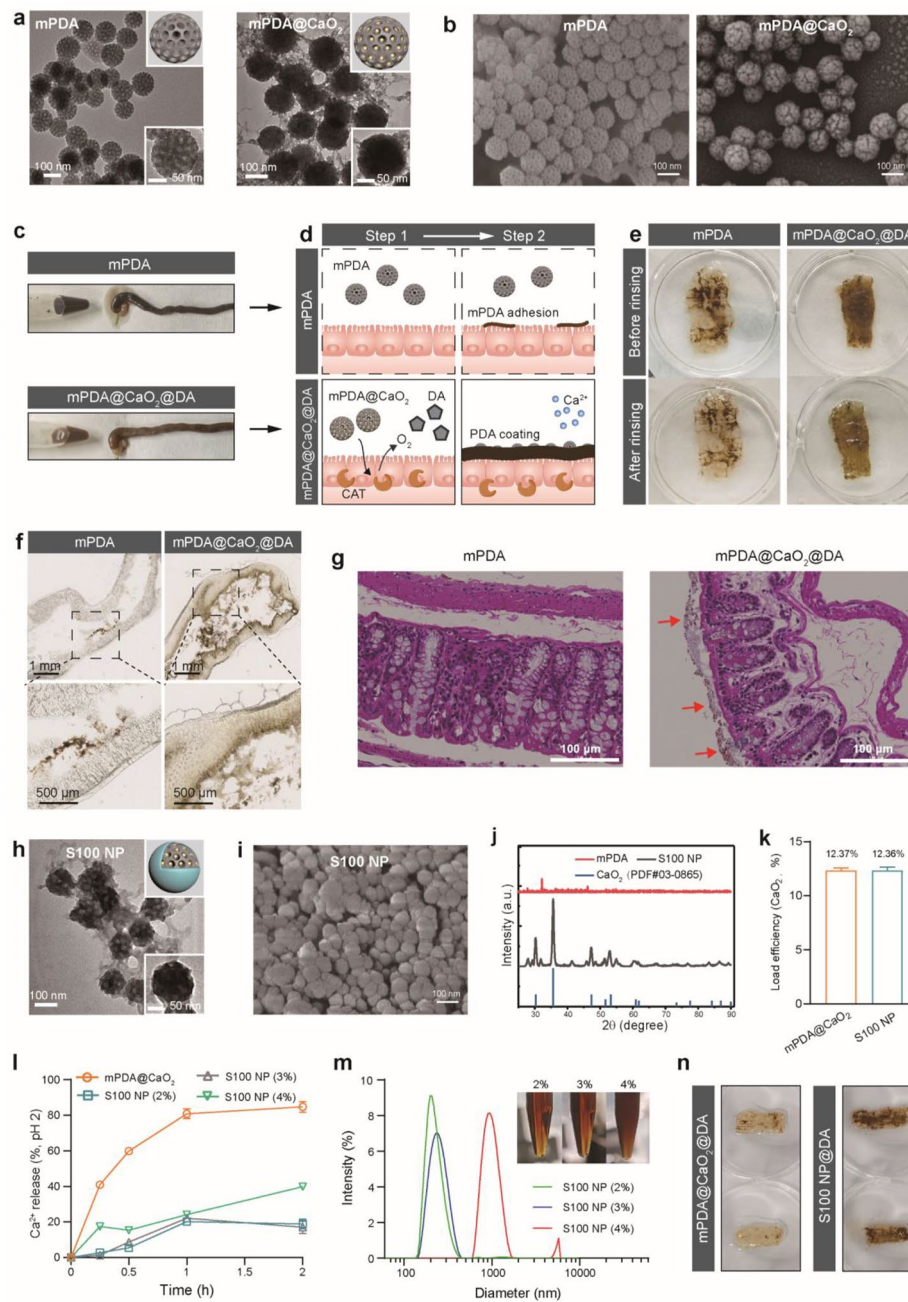 a
mPDA
100 nm
50 nm
mPDA@CaO₂
100 nm
50 nm
b
mPDA
100 nm
mPDA@CaO₂
100 nm
c
mPDA
mPDA@CaO₂@DA
d
Step 1
Step 2
mPDA
mPDA
mPDA adhesion
mPDA@CaO₂@DA
mPDA@CaO₂
DA
O₂
CAT
Ca²⁺
PDA coating
e
mPDA
mPDA@CaO₂@DA
Before rinsing
After rinsing
f
mPDA
mPDA@CaO₂@DA
1 mm
1 mm
500 µm
500 µm
g
mPDA
mPDA@CaO₂@DA
100 µm
100 µm
h
S100 NP
100 nm
50 nm
i
S100 NP
100 nm
j
mPDA
S100 NP
CaO₂ (PDF#03-0865)
Intensity (a.u.)
30 40 50 60 70 80 90
2θ (degree)
k
Load efficiency (CaO₂, %)
15
10
5
0
12.37%
12.36%
mPDA@CaO₂
S100 NP
l
mPDA@CaO₂
S100 NP (3%)
S100 NP (2%)
S100 NP (4%)
Ca²⁺ release (%, pH 2)
100
80
60
40
20
0
0 0.5 1 2
Time (h)
m
Intensity (%)
10
8
6
4
2
0
2% 3% 4%
S100 NP (2%)
S100 NP (3%)
S100 NP (4%)
100 1000 10000
Diameter (nm)
n
mPDA@CaO₂@DA
S100 NP@DA